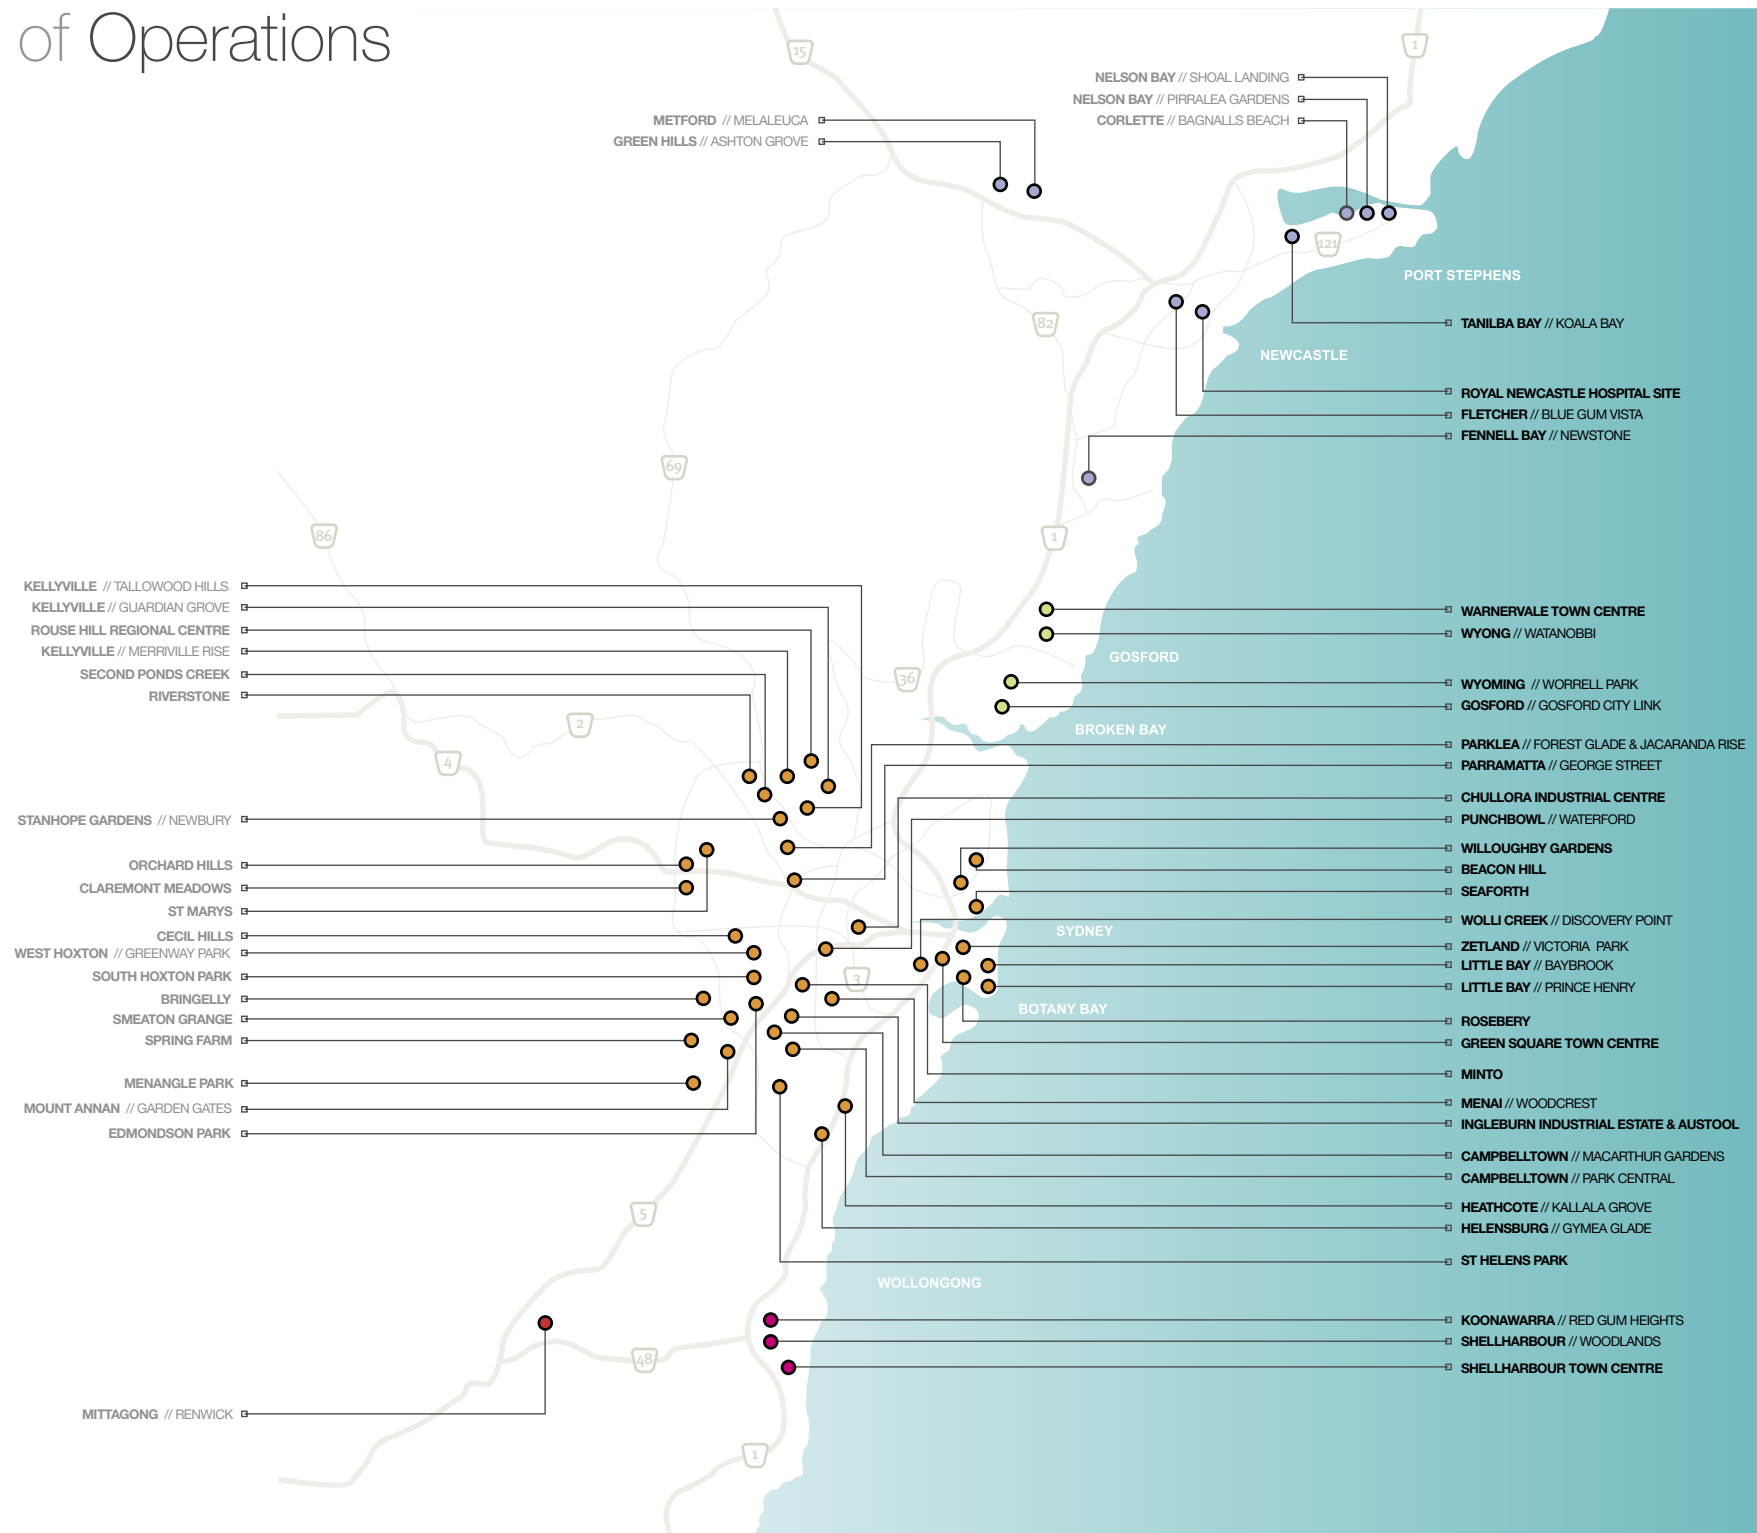 of Operations
15
1
NELSON BAY // SHOAL LANDING
NELSON BAY // PIRRALEA GARDENS
CORLETTE // BAGNALLS BEACH
METFORD // MELALEUCA
GREEN HILLS // ASHTON GROVE
121
PORT STEPHENS
TANILBA BAY // KOALA BAY
82
NEWCASTLE
ROYAL NEWCASTLE HOSPITAL SITE
FLETCHER // BLUE GUM VISTA
FENNELL BAY // NEWSTONE
69
86
1
KELLYVILLE // TALLOWOOD HILLS
KELLYVILLE // GUARDIAN GROVE
ROUSE HILL REGIONAL CENTRE
KELLYVILLE // MERRIVILLE RISE
SECOND PONDS CREEK
RIVERSTONE
WARNERVALE TOWN CENTRE
WYONG // WATANOBBI
GOSFORD
36
WYOMING // WORRELL PARK
GOSFORD // GOSFORD CITY LINK
2
BROKEN BAY
4
PARKLEA // FOREST GLADE & JACARANDA RISE
PARRAMATTA // GEORGE STREET
CHULLORA INDUSTRIAL CENTRE
PUNCHBOWL // WATERFORD
STANHOPE GARDENS // NEWBURY
WILLOUGHBY GARDENS
BEACON HILL
SEAFORTH
ORCHARD HILLS
CLAREMONT MEADOWS
ST MARYS
CECIL HILLS
WEST HOXTON // GREENWAY PARK
SOUTH HOXTON PARK
BRINGELLY
SMEATON GRANGE
SPRING FARM
MENANGLE PARK
MOUNT ANNAN // GARDEN GATES
EDMONDSON PARK
WOLLI CREEK // DISCOVERY POINT
SYDNEY
ZETLAND // VICTORIA PARK
LITTLE BAY // BAYBROOK
3
LITTLE BAY // PRINCE HENRY
BOTANY BAY
ROSEBERY
GREEN SQUARE TOWN CENTRE
MINTO
MENAI // WOODCREST
INGLEBURN INDUSTRIAL ESTATE & AUSTOOL
CAMPBELLTOWN // MACARTHUR GARDENS
CAMPBELLTOWN // PARK CENTRAL
HEATHCOTE // KALLALA GROVE
5
HELENSBURG // GYMEA GLADE
ST HELENS PARK
WOLLONGONG
KOONAWARRA // RED GUM HEIGHTS
SHELLHARBOUR // WOODLANDS
48
SHELLHARBOUR TOWN CENTRE
MITTAGONG // RENWICK
1